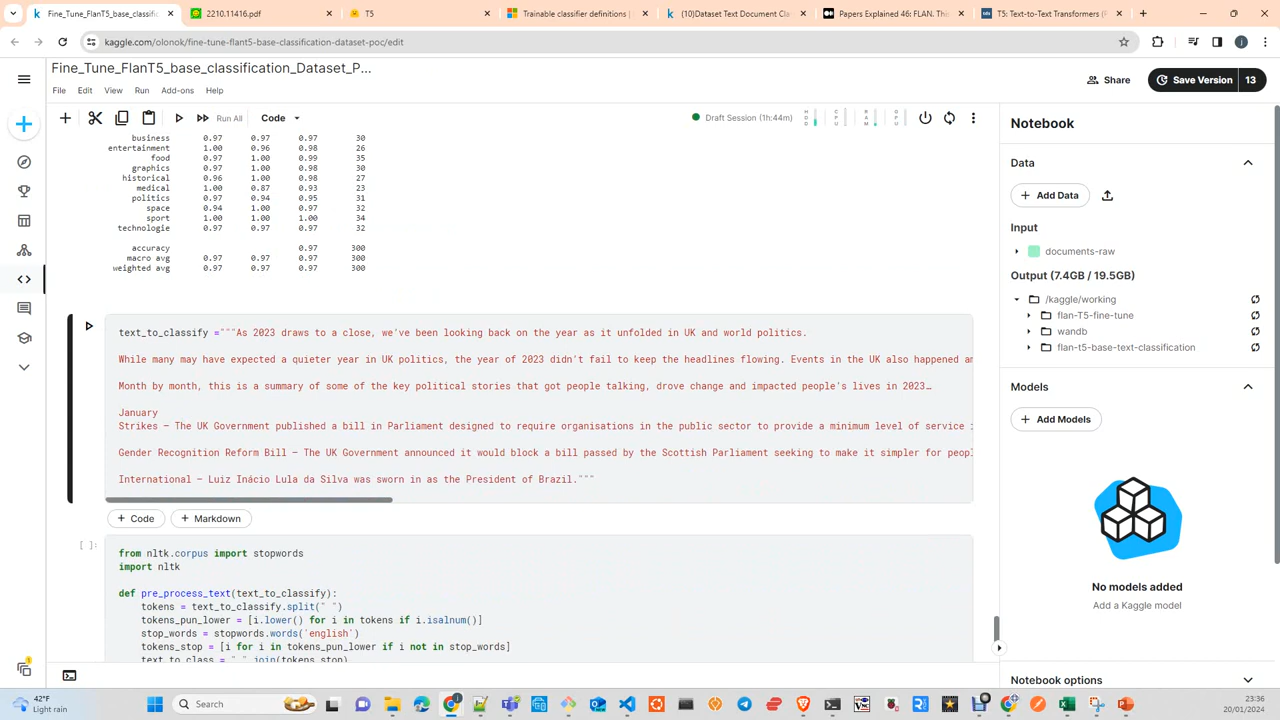 Fine_Tune_FlanT5_base_classific
2210.11416.pdf
T5
Trainable classifier definitions |
(10)Dataset Text Document Clas
Papers Explained 46: FLAN. This
T5: Text-to-Text Transformers (P
kaggle.com/olonok/fine-tune-flant5-base-classification-dataset-poc/edit
Fine_Tune_FlanT5_base_classification_Dataset_P...
Share
Save Version
13
File Edit View Run Add-ons Help
Run All
Code
Draft Session (1h:44m)
HDD
CPU
RAM
GPU
Notebook
business 0.97 0.97 0.97 30
entertainment 1.00 0.96 0.98 26
food 0.97 1.00 0.99 35
graphics 0.97 1.00 0.98 30
historical 0.96 1.00 0.98 27
medical 1.00 0.87 0.93 23
politics 0.97 0.94 0.95 31
space 0.94 1.00 0.97 32
sport 1.00 1.00 1.00 34
technologie 0.97 0.97 0.97 32
accuracy 0.97 300
macro avg 0.97 0.97 0.97 300
weighted avg 0.97 0.97 0.97 300
text_to_classify ="""As 2023 draws to a close, we've been looking back on the year as it unfolded in UK and world politics.
While many may have expected a quieter year in UK politics, the year of 2023 didn't fail to keep the headlines flowing. Events in the UK also happened am
Month by month, this is a summary of some of the key political stories that got people talking, drove change and impacted people's lives in 2023…
January
Strikes – The UK Government published a bill in Parliament designed to require organisations in the public sector to provide a minimum level of service i
Gender Recognition Reform Bill – The UK Government announced it would block a bill passed by the Scottish Parliament seeking to make it simpler for peopl
International – Luiz Inácio Lula da Silva was sworn in as the President of Brazil."""
+ Code
+ Markdown
[ ]:
from nltk.corpus import stopwords
import nltk
def pre_process_text(text_to_classify):
tokens = text_to_classify.split(" ")
tokens_pun_lower = [i.lower() for i in tokens if i.isalnum()]
stop_words = stopwords.words('english')
tokens_stop = [i for i in tokens_pun_lower if i not in stop_words]
text_to_class = " ".join(tokens_stop)
Data
+ Add Data
Input
documents-raw
Output (7.4GB / 19.5GB)
/kaggle/working
flan-T5-fine-tune
wandb
flan-t5-base-text-classification
Models
+ Add Models
No models added
Add a Kaggle model
Notebook options
42°F
Light rain
Search
23:36
20/01/2024